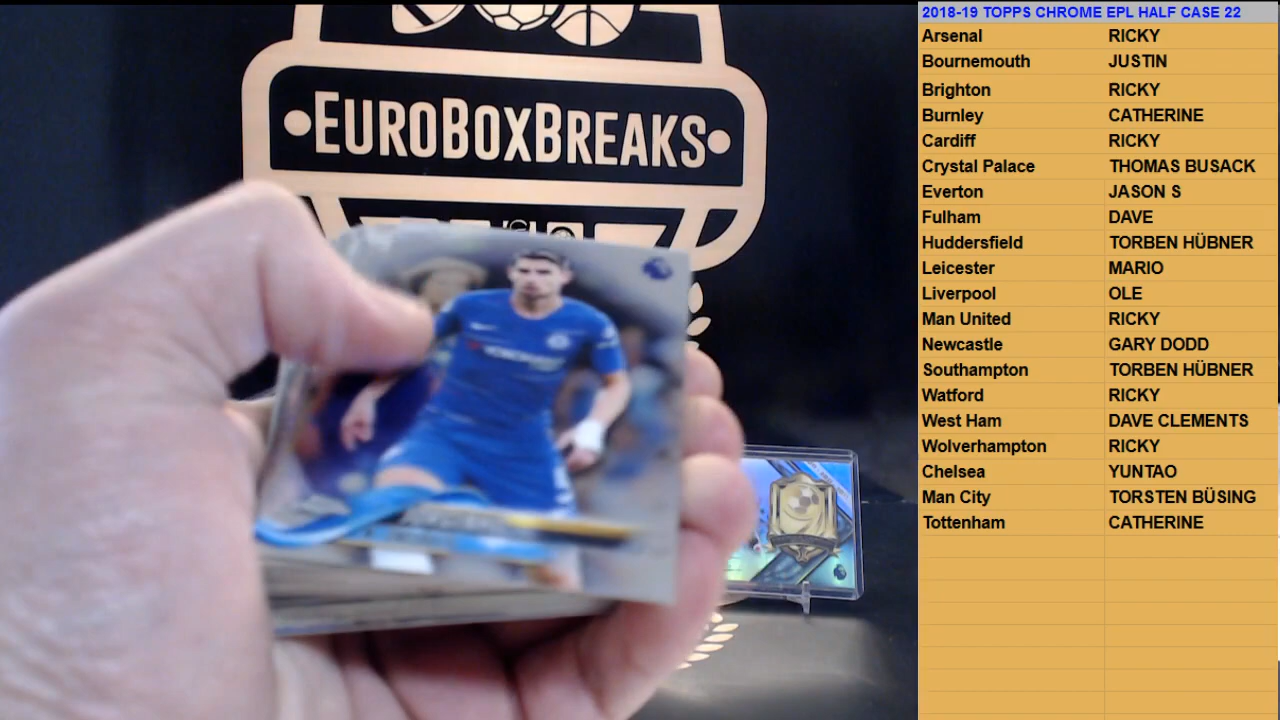 EUROBOXBREAKS
2018-19 TOPPS CHROME EPL HALF CASE 22
Arsenal RICKY
Bournemouth JUSTIN
Brighton RICKY
Burnley CATHERINE
Cardiff RICKY
Crystal Palace THOMAS BUSACK
Everton JASON S
Fulham DAVE
Huddersfield TORBEN HÜBNER
Leicester MARIO
Liverpool OLE
Man United RICKY
Newcastle GARY DODD
Southampton TORBEN HÜBNER
Watford RICKY
West Ham DAVE CLEMENTS
Wolverhampton RICKY
Chelsea YUNTAO
Man City TORSTEN BÜSING
Tottenham CATHERINE